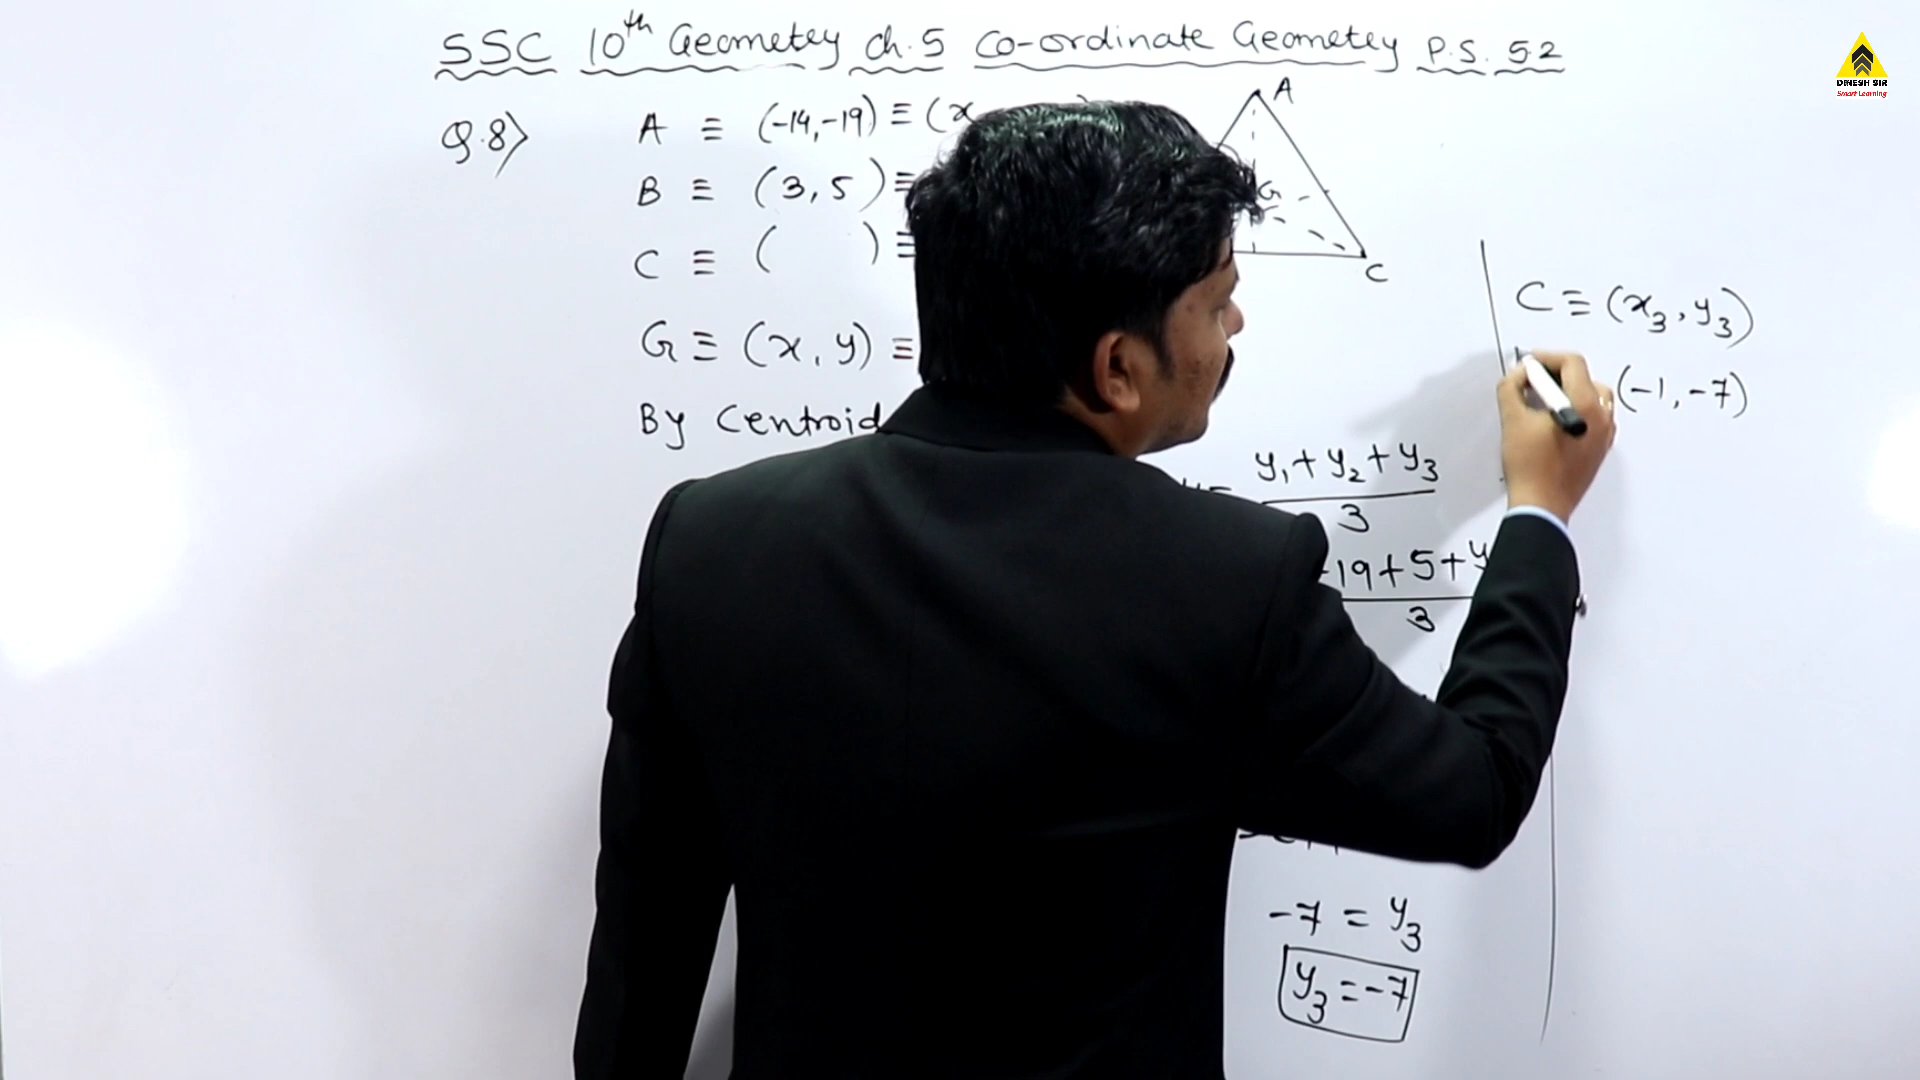 SSC 10th Geometry Ch.5 Co-ordinate Geometry P.S. 5.2
Q.8)
A ≡ (-14,-19) ≡ (x
B ≡ (3,5) ≡
C ≡ ( ) ≡
G ≡ (x, y) ≡
By Centroid
A
G
C
y₁+y₂+y₃
3
-19+5+y
3
-7 = y₃
y₃ = -7
C ≡ (x₃, y₃)
(-1, -7)
DINESH SIR
Smart Learning